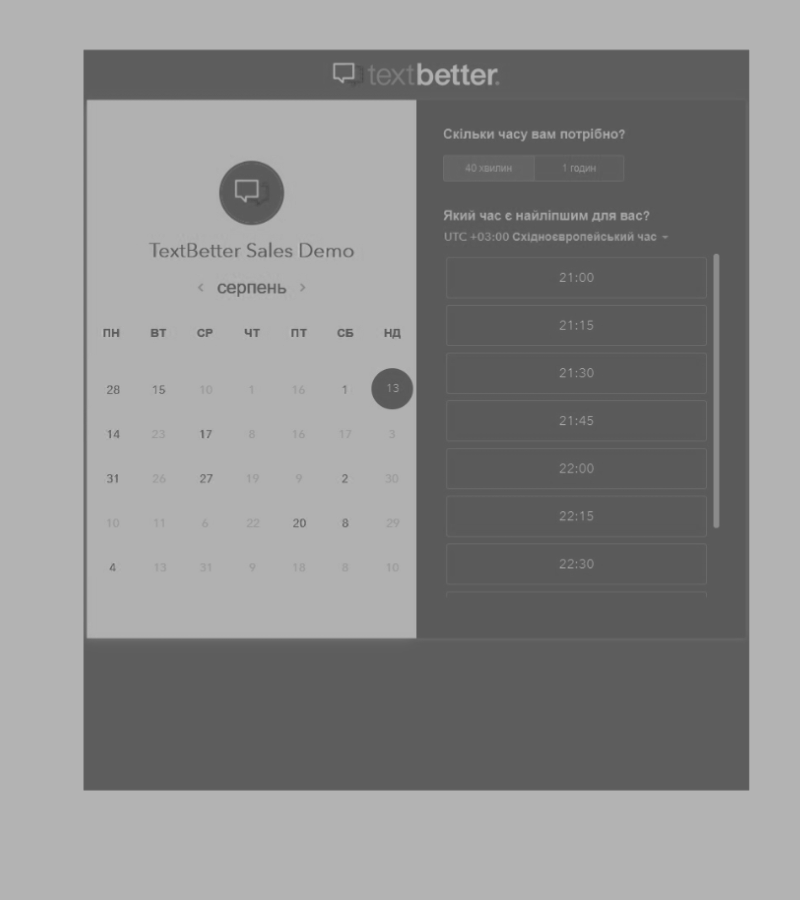 textbetter.
TextBetter Sales Demo
< серпень >
ПН ВТ СР ЧТ ПТ СБ НД
28 15 10 1 16 1 13
14 23 17 8 16 17 3
31 26 27 19 9 2 30
10 11 6 22 20 8 29
4 13 31 9 18 8 10
Скільки часу вам потрібно?
40 хвилин 1 годин
Який час є найліпшим для вас?
UTC +03:00 Східноєвропейський час
21:00
21:15
21:30
21:45
22:00
22:15
22:30